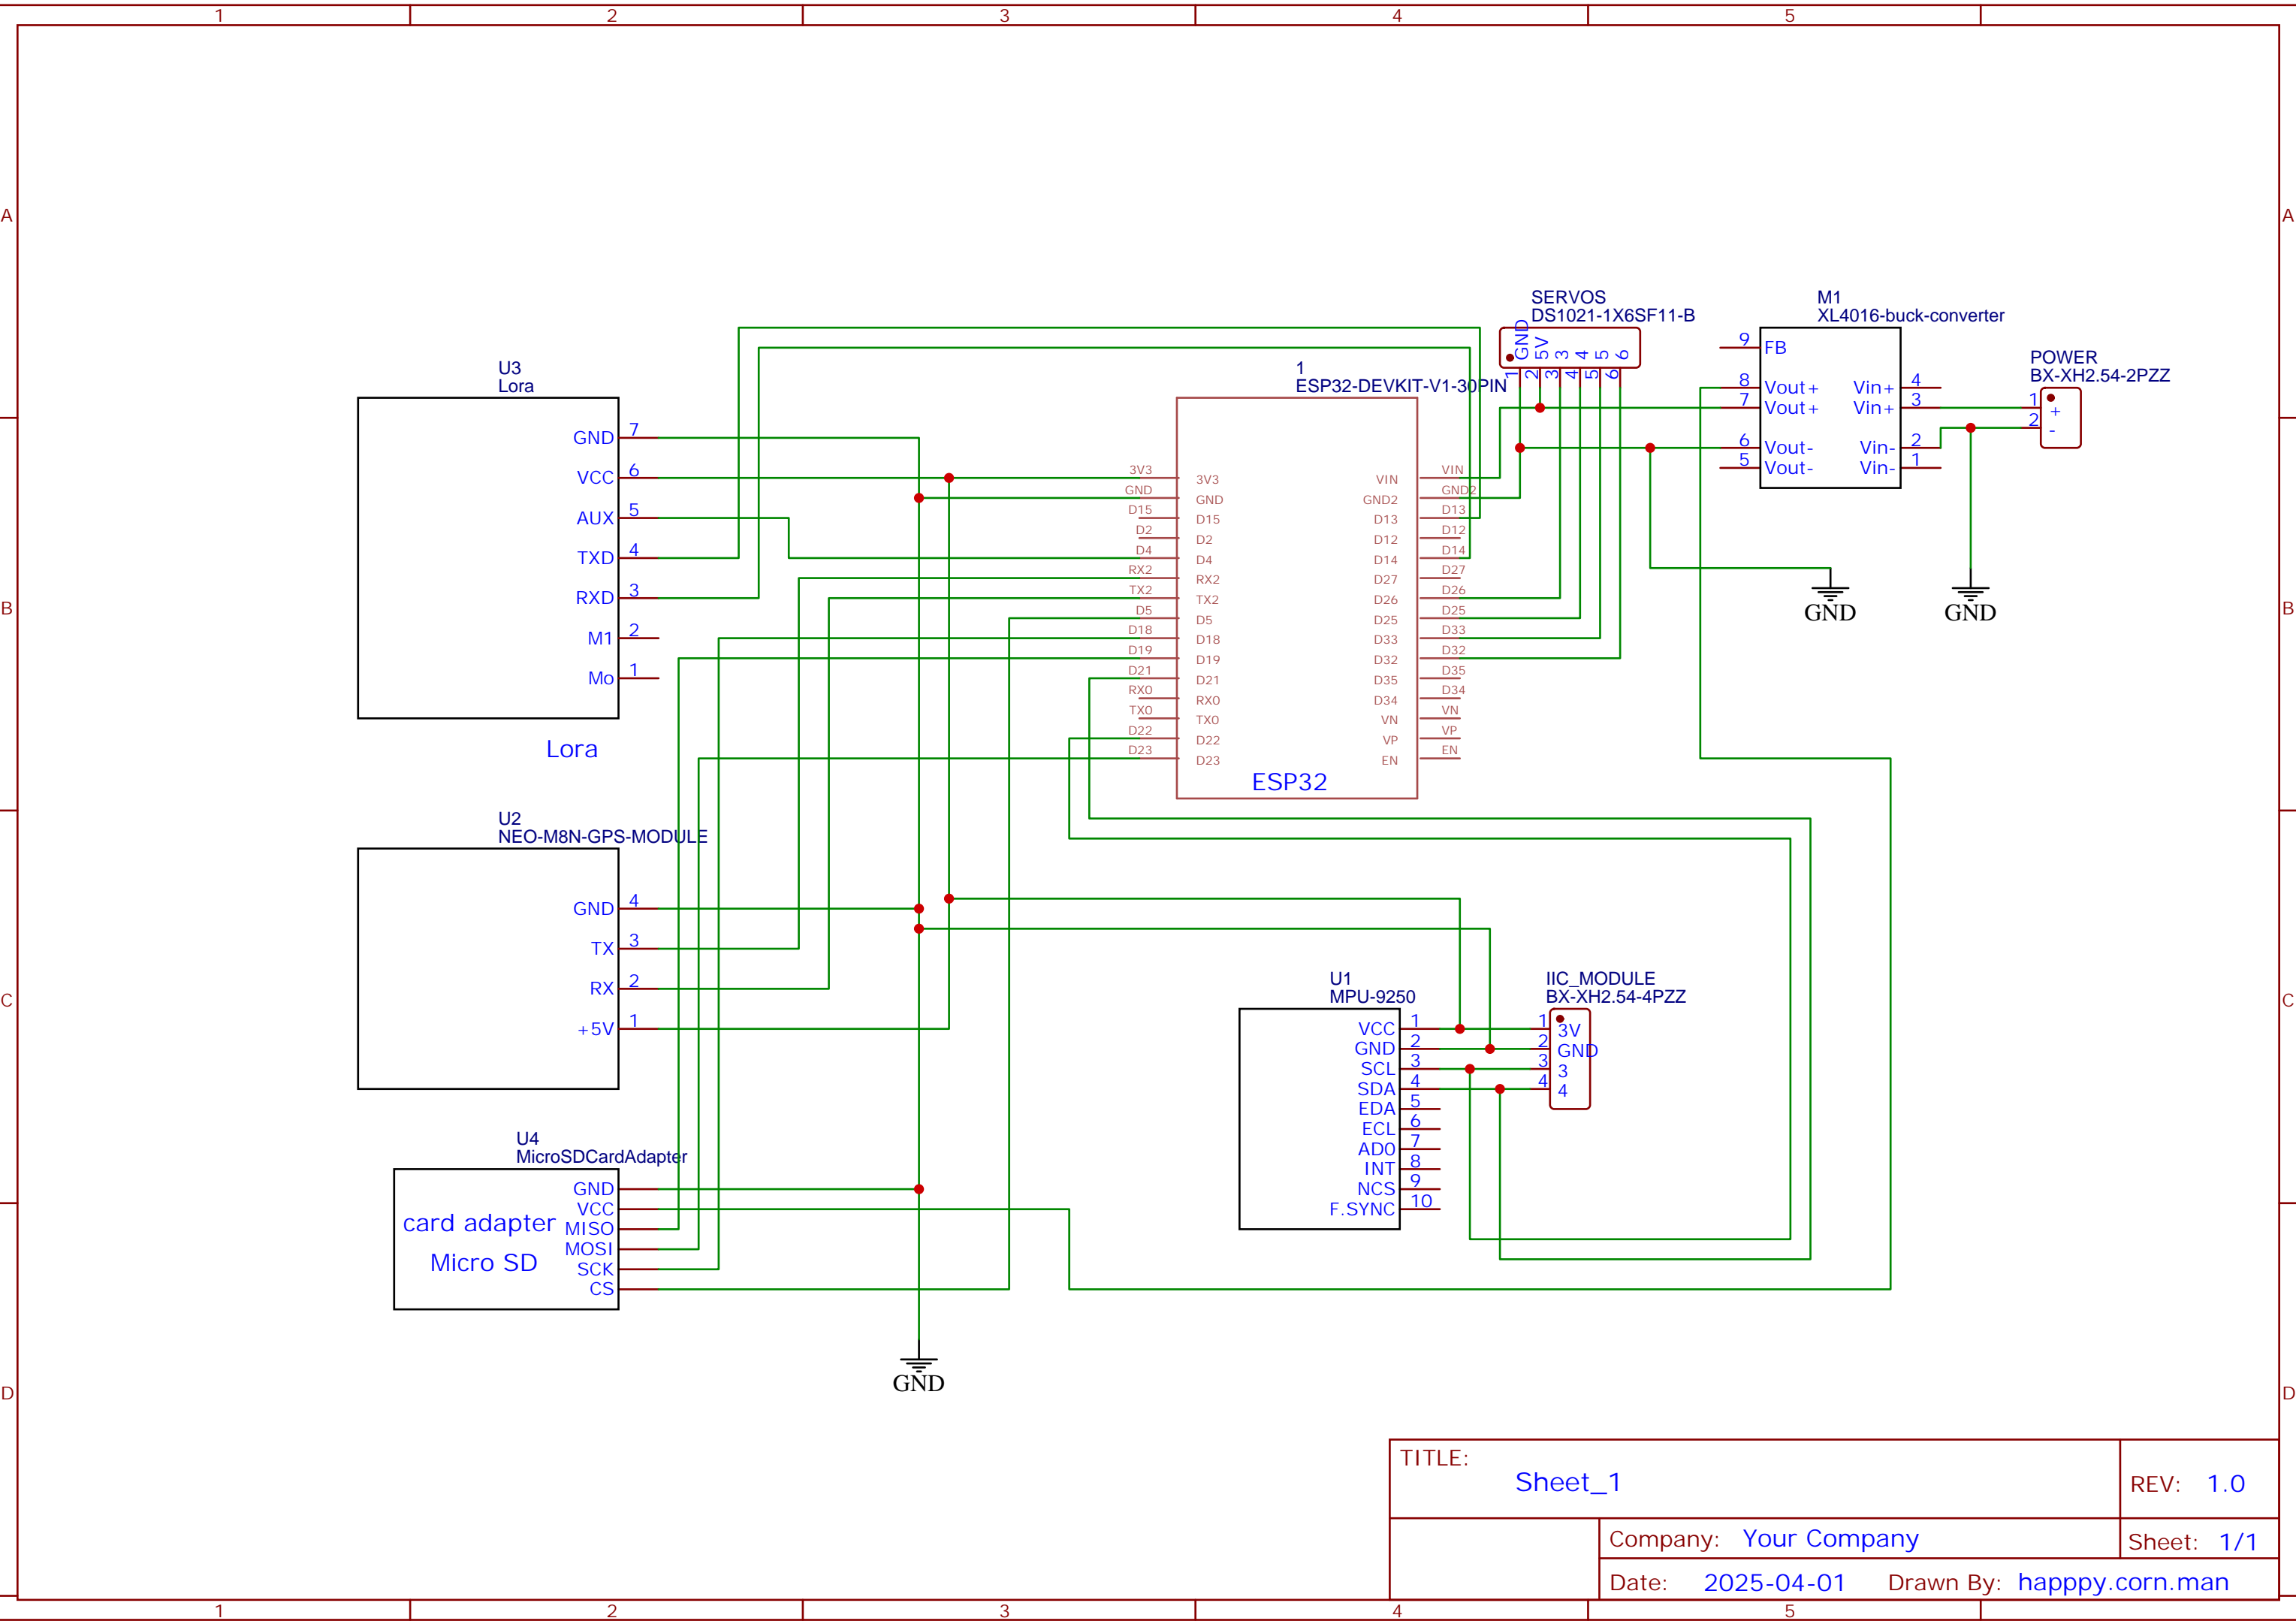 1 2 3 4 5
A A
B B
C C
D D
U3
Lora
GND 7
VCC 6
AUX 5
TXD 4
RXD 3
M1 2
Mo 1
Lora
U2
NEO-M8N-GPS-MODULE
GND 4
TX 3
RX 2
+5V 1
U4
MicroSDCardAdapter
GND
VCC
MISO
MOSI
SCK
CS
card adapter
Micro SD
GND
1
ESP32-DEVKIT-V1-30PIN
3V3 3V3 VIN VIN
GND GND GND2 GND2
D15 D15 D13 D13
D2 D2 D12 D12
D4 D4 D14 D14
RX2 RX2 D27 D27
TX2 TX2 D26 D26
D5 D5 D25 D25
D18 D18 D33 D33
D19 D19 D32 D32
D21 D21 D35 D35
RX0 RX0 D34 D34
TX0 TX0 VN VN
D22 D22 VP VP
D23 D23 EN EN
ESP32
SERVOS
DS1021-1X6SF11-B
GND 5V 3 4 5 6
1 2 3 4 5 6
M1
XL4016-buck-converter
9 FB
8 Vout+ Vin+ 4
7 Vout+ Vin+ 3
6 Vout- Vin- 2
5 Vout- Vin- 1
POWER
BX-XH2.54-2PZZ
1 +
2 -
GND
GND
U1
MPU-9250
VCC 1
GND 2
SCL 3
SDA 4
EDA 5
ECL 6
AD0 7
INT 8
NCS 9
F.SYNC 10
IIC_MODULE
BX-XH2.54-4PZZ
1 3V
2 GND
3 3
4 4
TITLE:
Sheet_1
REV: 1.0
Company: Your Company
Sheet: 1/1
Date: 2025-04-01 Drawn By: happpy.corn.man
1 2 3 4 5